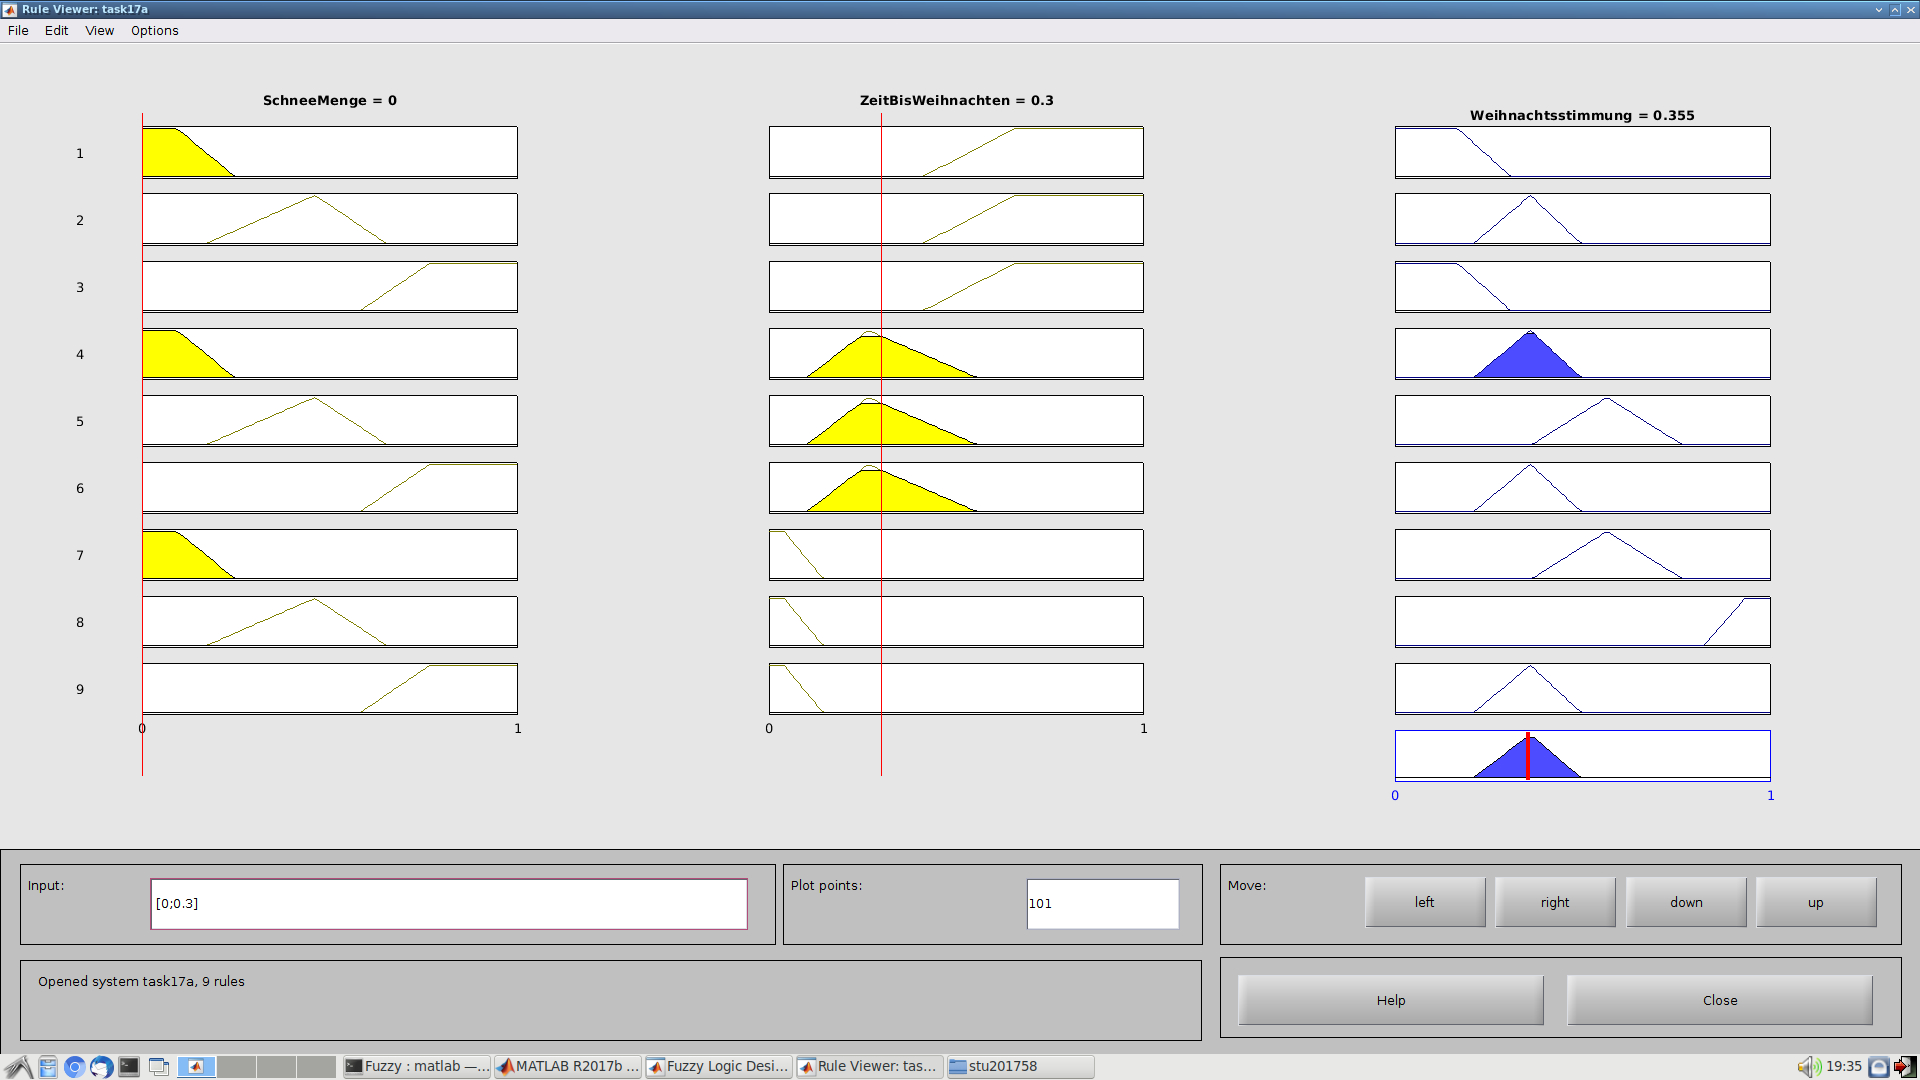 Rule Viewer: task17a
File Edit View Options
SchneeMenge = 0
ZeitBisWeihnachten = 0.3
Weihnachtsstimmung = 0.355
1
2
3
4
5
6
7
8
9
0 1
0 1
0 1
Input:
[0;0.3]
Plot points:
101
Move:
left
right
down
up
Opened system task17a, 9 rules
Help
Close
Fuzzy : matlab —...
MATLAB R2017b ...
Fuzzy Logic Desi...
Rule Viewer: tas...
stu201758
19:35